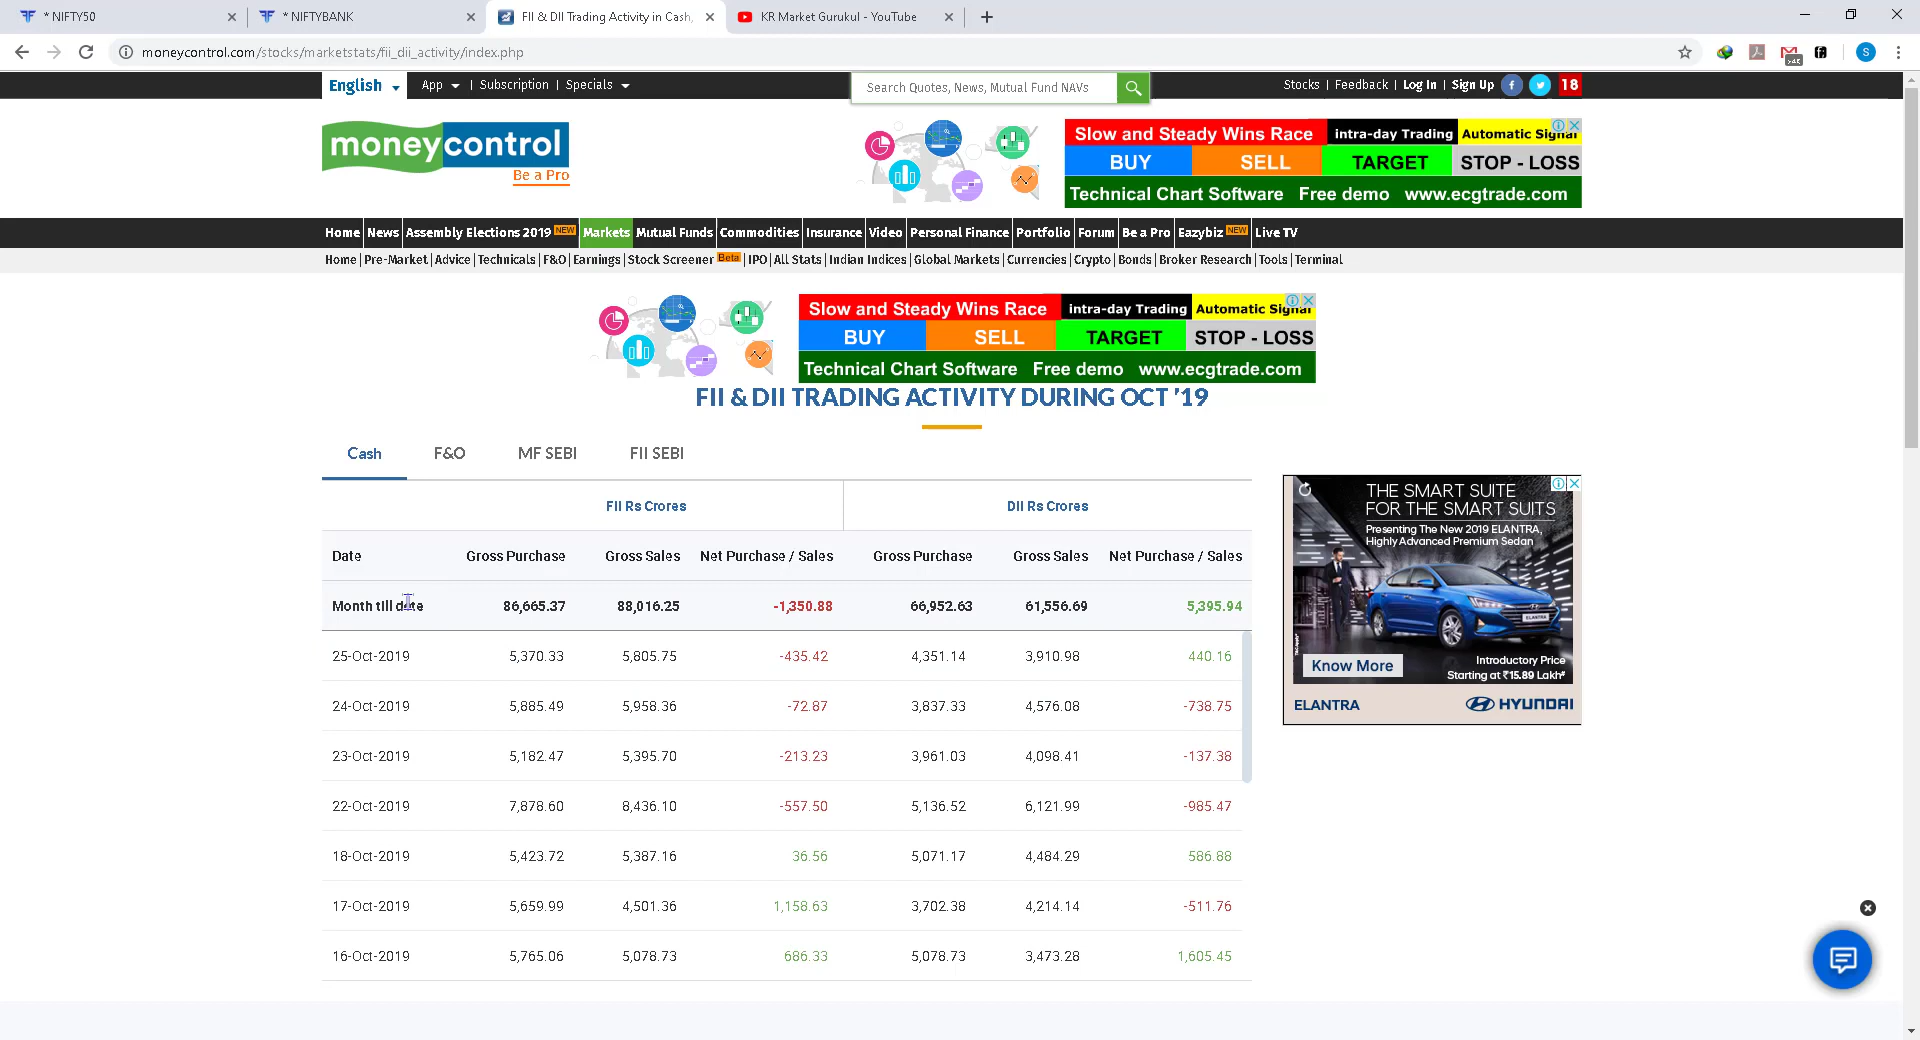 * NIFTY50
* NIFTYBANK
FII & DII Trading Activity in Cash,
KR Market Gurukul - YouTube
moneycontrol.com/stocks/marketstats/fii_dii_activity/index.php
S
English App | Subscription | Specials
Search Quotes, News, Mutual Fund NAVs
Stocks | Feedback | Log In | Sign Up
18
moneycontrol
Be a Pro
Slow and Steady Wins Race intra-day Trading Automatic Signal
BUY SELL TARGET STOP - LOSS
Technical Chart Software Free demo www.ecgtrade.com
Home News Assembly Elections 2019 NEW Markets Mutual Funds Commodities Insurance Video Personal Finance Portfolio Forum Be a Pro Eazybiz NEW Live TV
Home | Pre-Market | Advice | Technicals | F&O | Earnings | Stock Screener Beta | IPO | All Stats | Indian Indices | Global Markets | Currencies | Crypto | Bonds | Broker Research | Tools | Terminal
Slow and Steady Wins Race intra-day Trading Automatic Signal
BUY SELL TARGET STOP - LOSS
Technical Chart Software Free demo www.ecgtrade.com
FII & DII TRADING ACTIVITY DURING OCT '19
Cash F&O MF SEBI FII SEBI
FII Rs Crores DII Rs Crores
Date Gross Purchase Gross Sales Net Purchase / Sales Gross Purchase Gross Sales Net Purchase / Sales
Month till date 86,665.37 88,016.25 -1,350.88 66,952.63 61,556.69 5,395.94
25-Oct-2019 5,370.33 5,805.75 -435.42 4,351.14 3,910.98 440.16
24-Oct-2019 5,885.49 5,958.36 -72.87 3,837.33 4,576.08 -738.75
23-Oct-2019 5,182.47 5,395.70 -213.23 3,961.03 4,098.41 -137.38
22-Oct-2019 7,878.60 8,436.10 -557.50 5,136.52 6,121.99 -985.47
18-Oct-2019 5,423.72 5,387.16 36.56 5,071.17 4,484.29 586.88
17-Oct-2019 5,659.99 4,501.36 1,158.63 3,702.38 4,214.14 -511.76
16-Oct-2019 5,765.06 5,078.73 686.33 5,078.73 3,473.28 1,605.45
THE SMART SUITE
FOR THE SMART SUITS
Presenting The New 2019 ELANTRA,
Highly Advanced Premium Sedan
ELANTRA
Know More
Introductory Price
Starting at ₹15.89 Lakh#
ELANTRA HYUNDAI